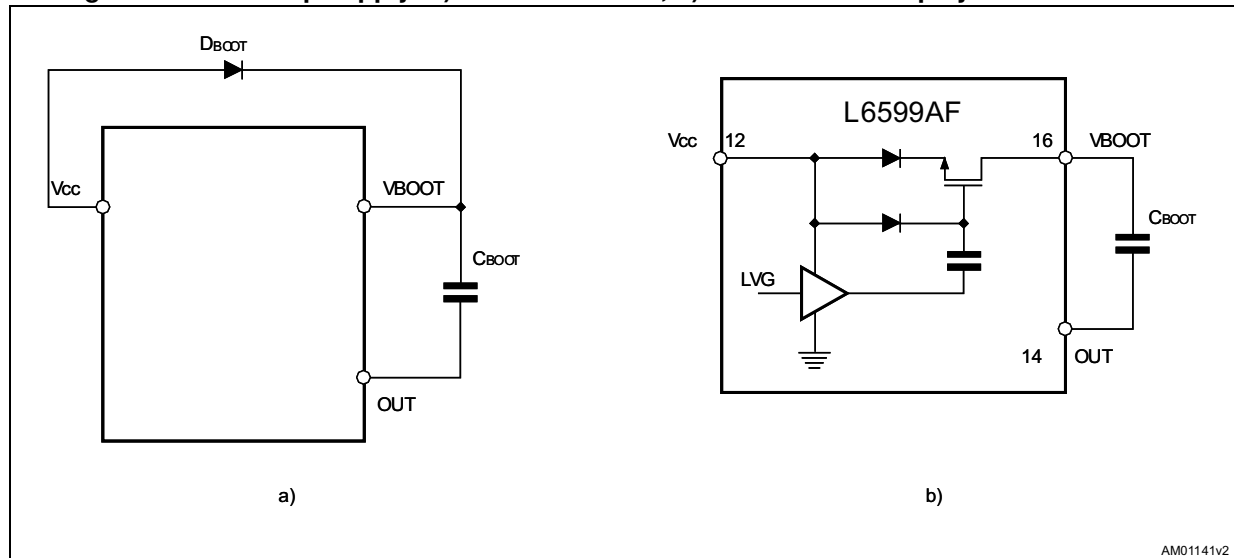 DBOOT
Vcc
VBOOT
CBOOT
OUT
a)
L6599AF
Vcc
12
16
VBOOT
CBOOT
LVG
14
OUT
b)
AM01141v2